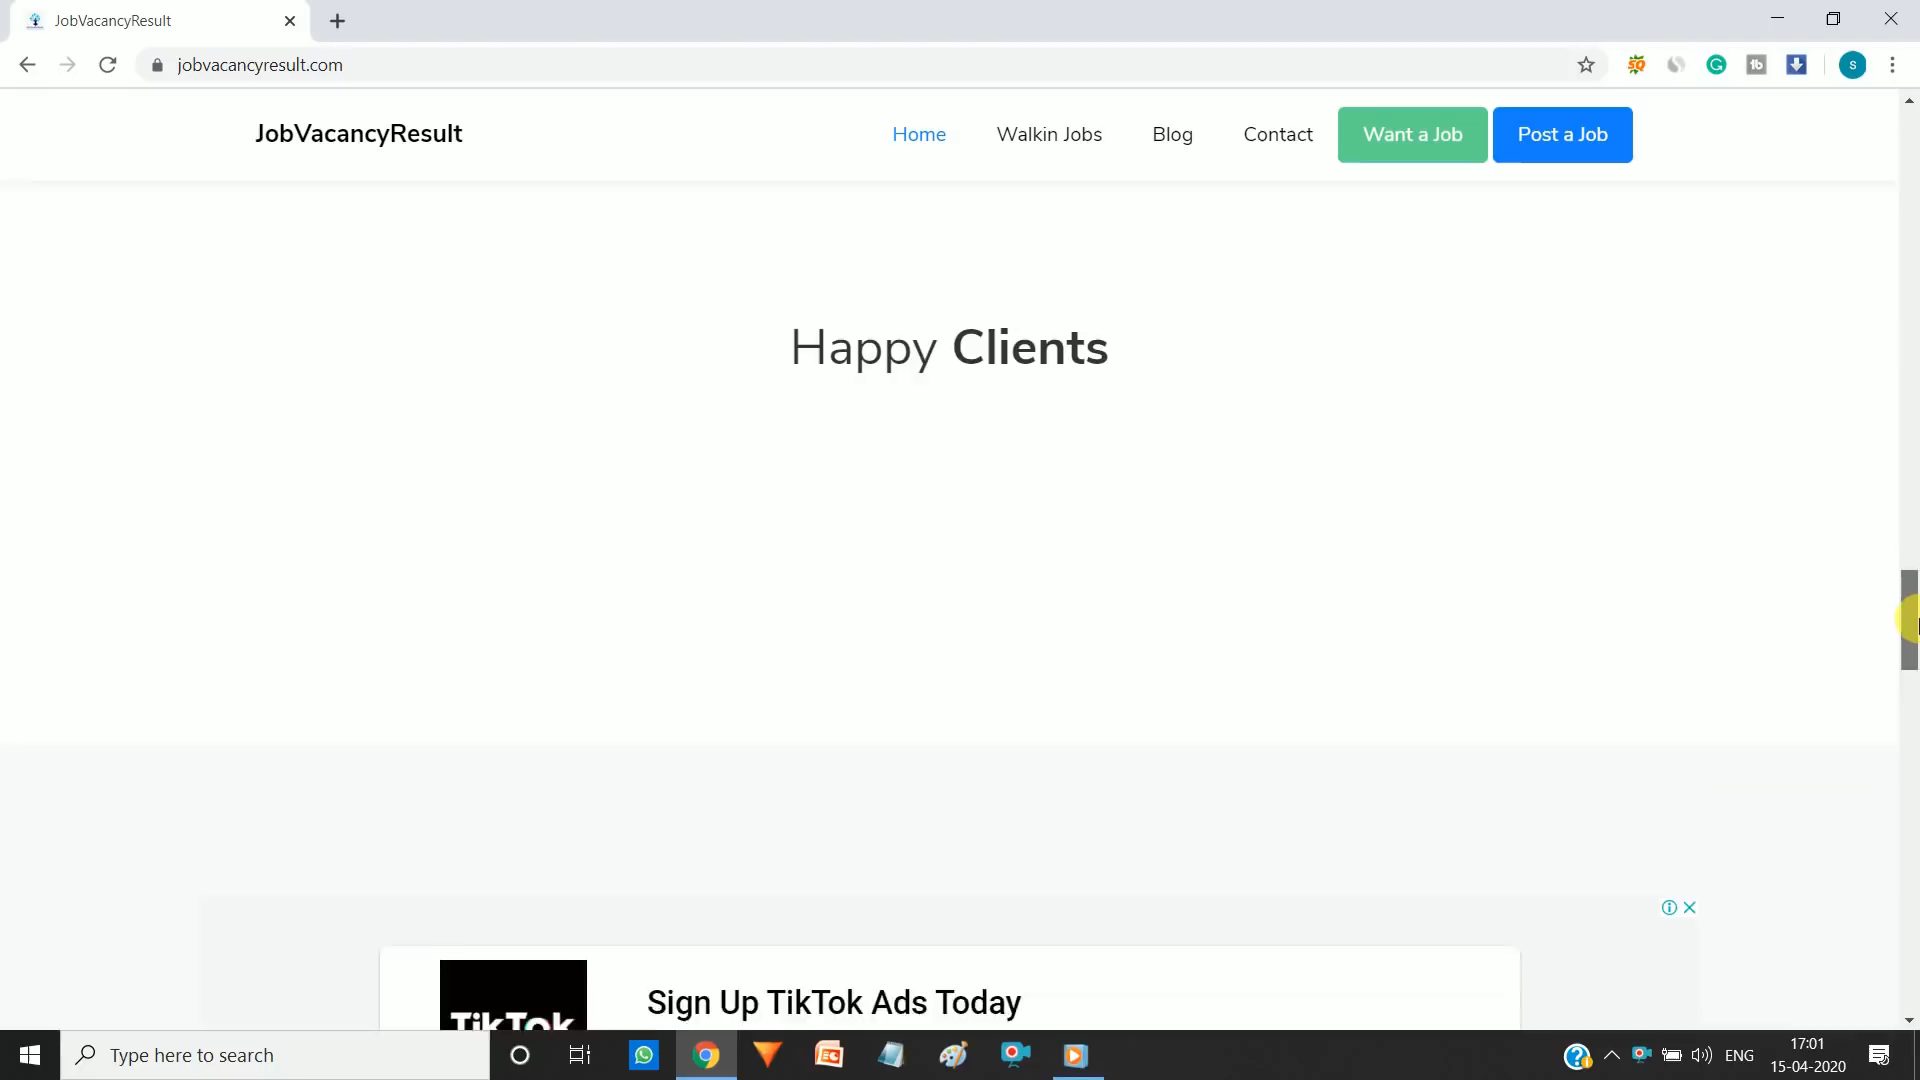 JobVacancyResult
jobvacancyresult.com
JobVacancyResult
Home
Walkin Jobs
Blog
Contact
Want a Job
Post a Job
Happy Clients
TikTok
Sign Up TikTok Ads Today
Type here to search
ENG
17:01
15-04-2020